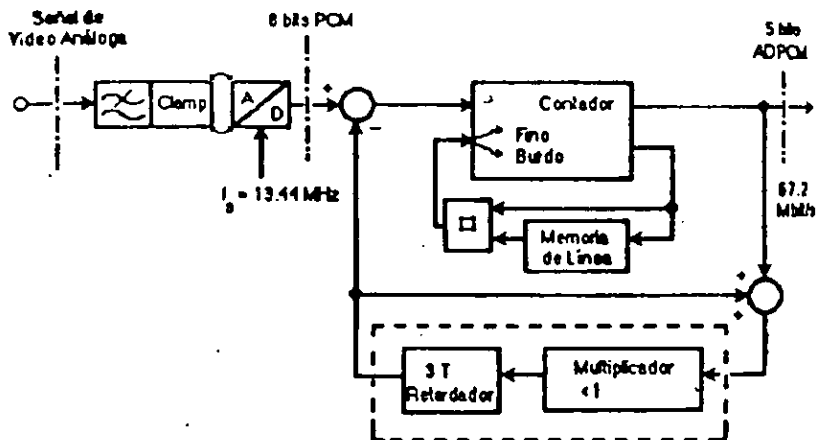 Señal de
Video Análoga
8 bits PCM
5 bits
ADPCM
Clamp
A
D
+
-
Contador
Fino
Burdo
f_s = 13.44 MHz
67.2
Mbit/s
Memoria
de Línea
+
+
3 T
Retardador
Multiplicador
<1